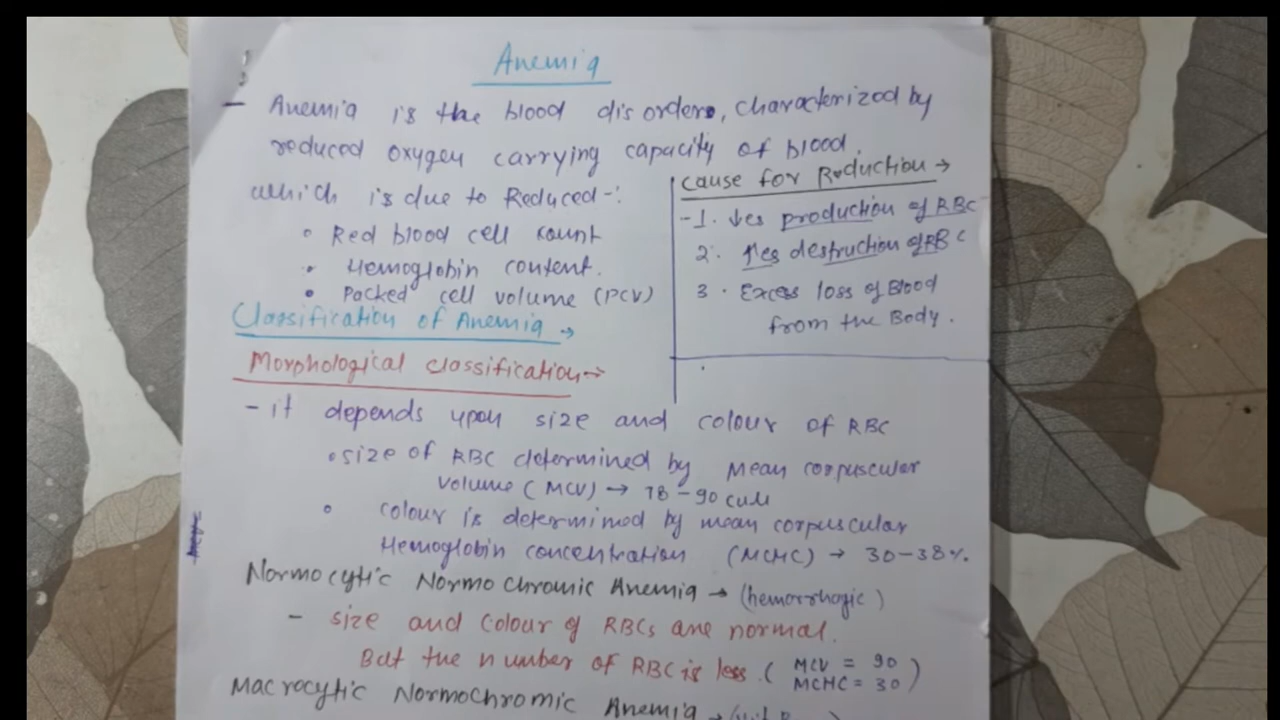 Anemia
- Anemia is the blood disorders, characterized by
reduced oxygen carrying capacity of blood.
which is due to Reduced -:
• Red blood cell count
• Hemoglobin content.
• Packed cell volume (PCV)
Cause for Reduction →
-1. ↓es production of RBC
2. ↑es destruction of RBC
3. Excess loss of Blood
from the Body.
Classification of Anemia →
Morphological classification →
- it depends upon size and colour of RBC
• size of RBC determined by Mean corpuscular
volume (MCV) → 78-90 cuu
• colour is determined by mean corpuscular
Hemoglobin concentration (MCHC) → 30-38%.
Normocytic Normochromic Anemia → (hemorrhagic)
- size and colour of RBCs are normal.
But the number of RBC is less. ( MCV = 90
MCHC = 30 )
Macrocytic Normochromic Anemia →